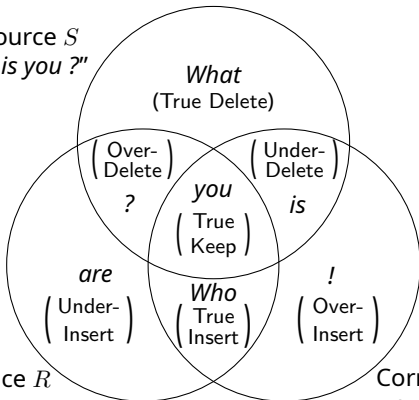 ource S
is you ?"
What
(True Delete)
(Over-Delete)
?
(Under-Delete)
is
you
(True Keep)
are
(Under-Insert)
Who
(True Insert)
!
(Over-Insert)
ce R
Corr